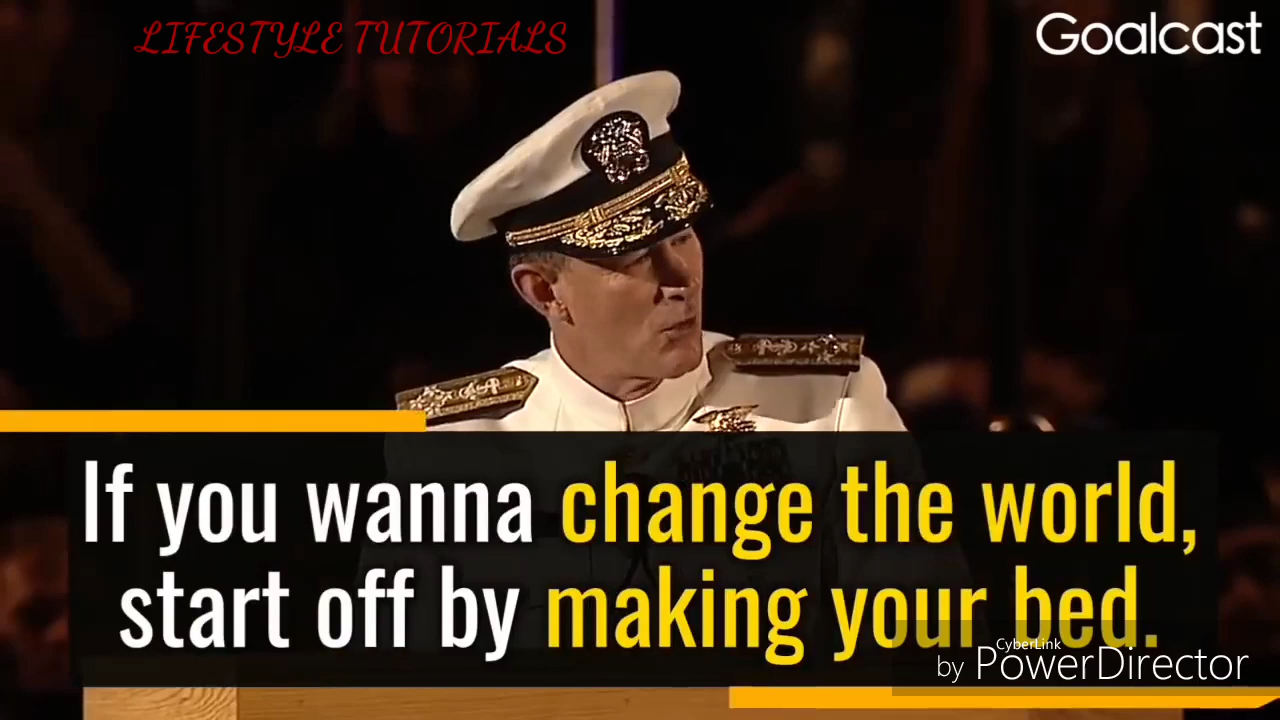 LIFESTYLE TUTORIALS
Goalcast
If you wanna change the world,
start off by making your bed.
CyberLink
by PowerDirector